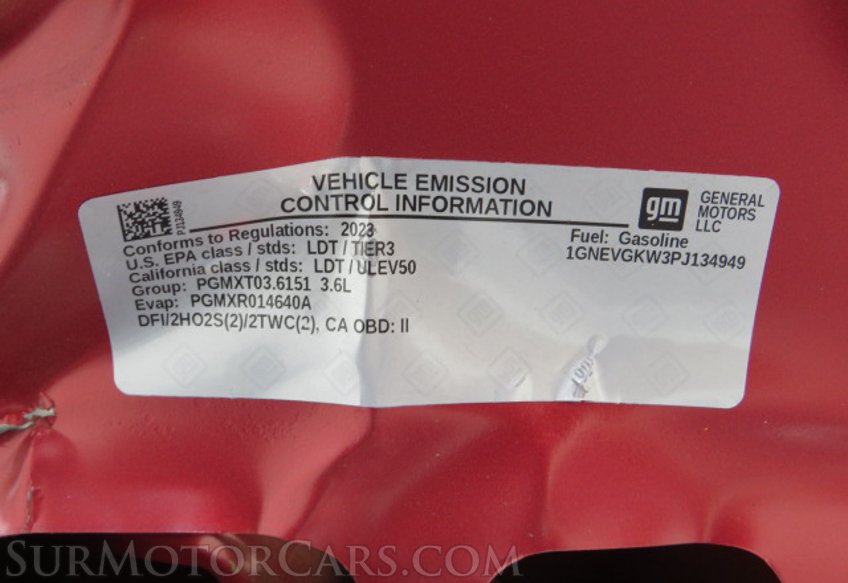 VEHICLE EMISSION
CONTROL INFORMATION
gm
GENERAL
MOTORS
LLC
PJ134949
Conforms to Regulations: 2023
U.S. EPA class / stds: LDT / TIER3
California class / stds: LDT / ULEV50
Group: PGMXT03.6151 3.6L
Evap: PGMXR014640A
DFI/2HO2S(2)/2TWC(2), CA OBD: II
Fuel: Gasoline
1GNEVGKW3PJ134949
SURMOTORCARS.COM